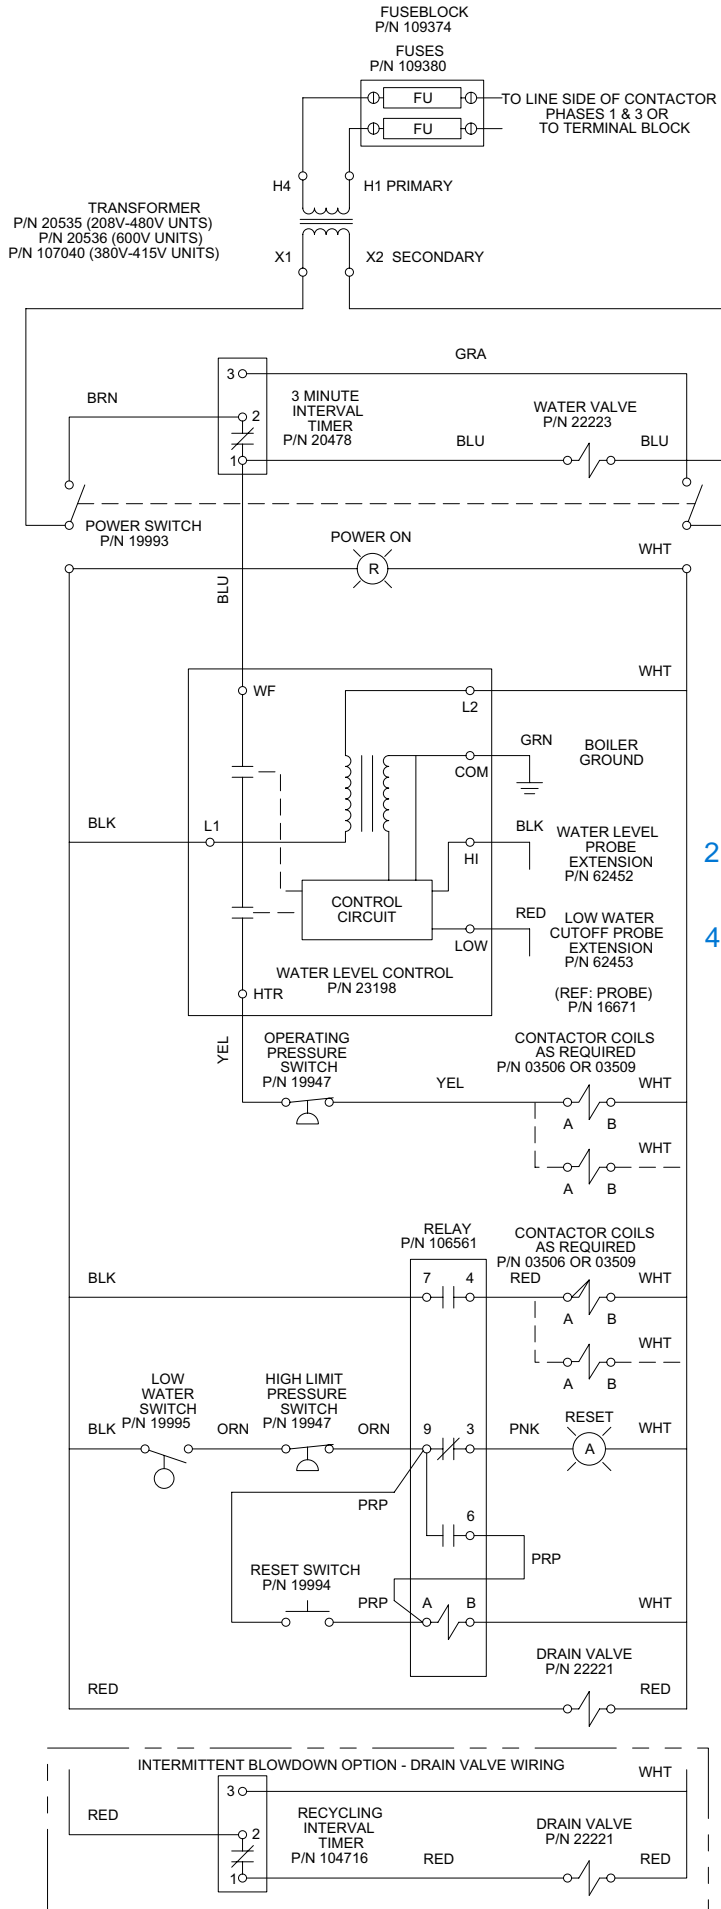 FUSEBLOCK
P/N 109374
FUSES
P/N 109380
FU
FU
TO LINE SIDE OF CONTACTOR
PHASES 1 & 3 OR
TO TERMINAL BLOCK
H4
H1 PRIMARY
TRANSFORMER
P/N 20535 (208V-480V UNTS)
P/N 20536 (600V UNITS)
P/N 107040 (380V-415V UNITS)
X1
X2 SECONDARY
GRA
3
BRN
2
3 MINUTE
INTERVAL
TIMER
P/N 20478
WATER VALVE
P/N 22223
BLU
BLU
1
POWER SWITCH
P/N 19993
POWER ON
R
WHT
BLU
WHT
WF
L2
GRN
BOILER
GROUND
COM
BLK
L1
BLK
HI
WATER LEVEL
PROBE
EXTENSION
P/N 62452
2
CONTROL
CIRCUIT
RED
LOW
LOW WATER
CUTOFF PROBE
EXTENSION
P/N 62453
4
WATER LEVEL CONTROL
P/N 23198
HTR
(REF: PROBE)
P/N 16671
YEL
OPERATING
PRESSURE
SWITCH
P/N 19947
YEL
CONTACTOR COILS
AS REQUIRED
P/N 03506 OR 03509
WHT
A
B
WHT
A
B
RELAY
P/N 106561
CONTACTOR COILS
AS REQUIRED
P/N 03506 OR 03509
BLK
7
4
RED
WHT
A
B
WHT
A
B
LOW
WATER
SWITCH
P/N 19995
HIGH LIMIT
PRESSURE
SWITCH
P/N 19947
RESET
BLK
ORN
ORN
9
3
PNK
A
WHT
PRP
6
PRP
RESET SWITCH
P/N 19994
PRP
A
B
WHT
DRAIN VALVE
P/N 22221
RED
RED
INTERMITTENT BLOWDOWN OPTION - DRAIN VALVE WIRING
WHT
3
RED
2
RECYCLING
INTERVAL
TIMER
P/N 104716
DRAIN VALVE
P/N 22221
RED
RED
1